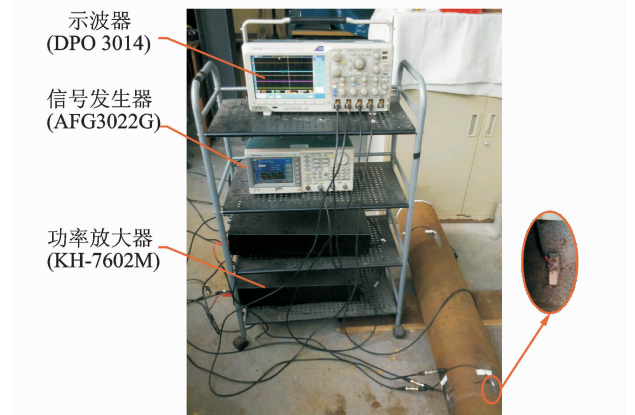 示波器
(DPO 3014)
信号发生器
(AFG3022G)
功率放大器
(KH-7602M)